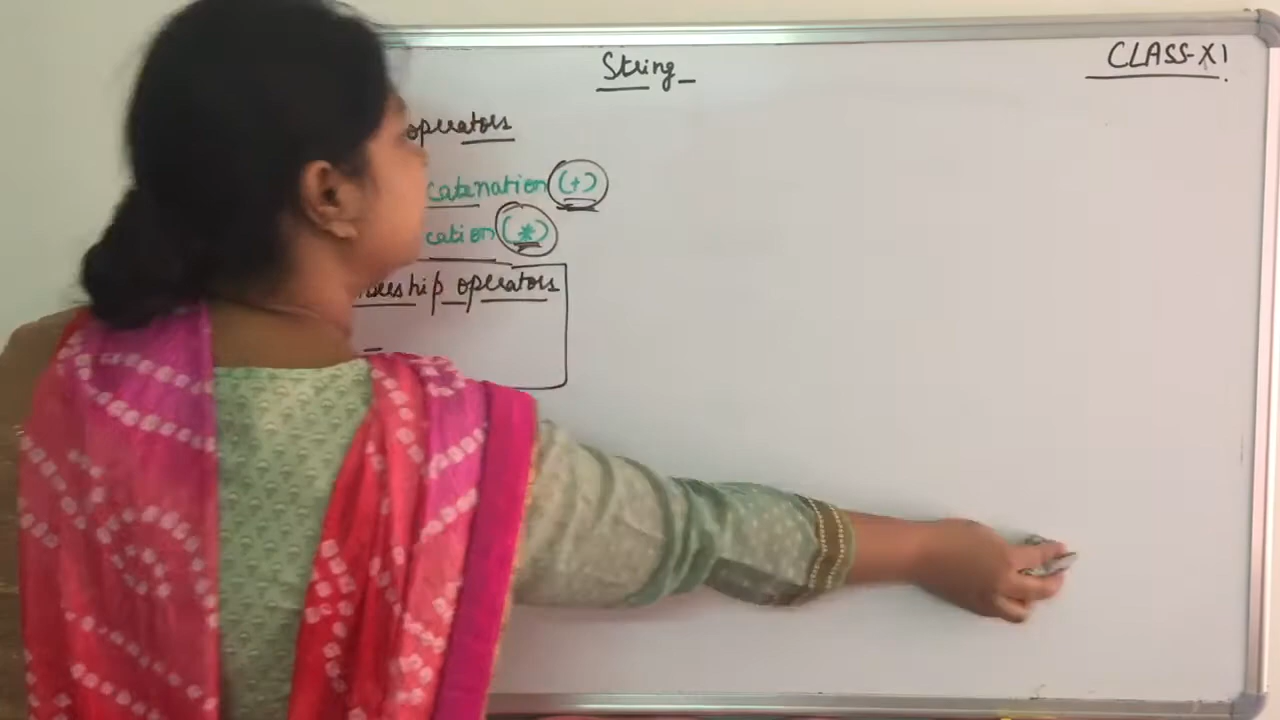 String
CLASS-XI
operators
catenation (+)
cation (*)
bership operators